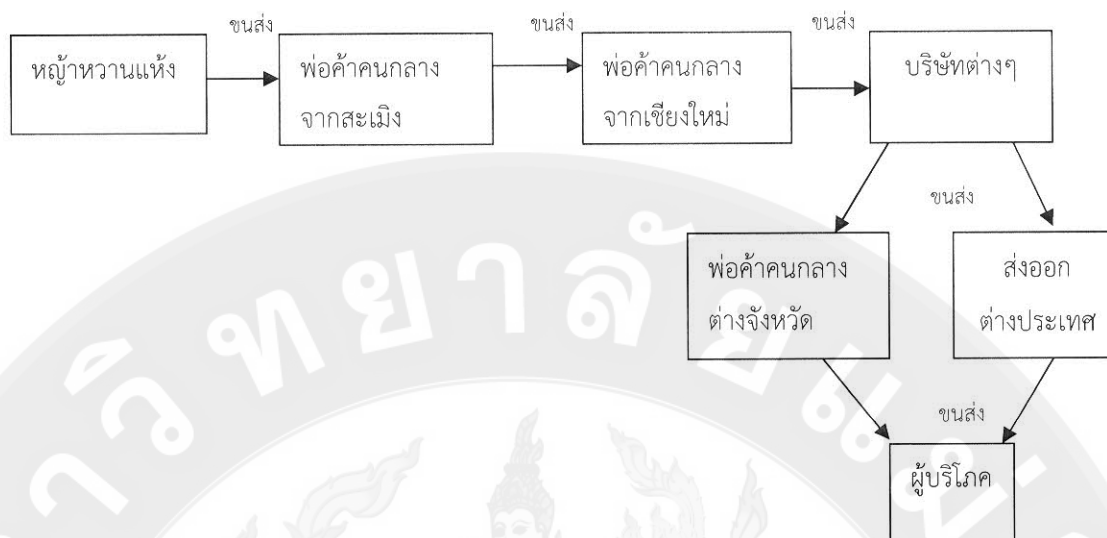 ขนส่ง
ขนส่ง
ขนส่ง
หญ้าหวานแห้ง
พ่อค้าคนกลาง
จากสะเมิง
พ่อค้าคนกลาง
จากเชียงใหม่
บริษัทต่างๆ
ขนส่ง
พ่อค้าคนกลาง
ต่างจังหวัด
ส่งออก
ต่างประเทศ
ขนส่ง
ผู้บริโภค